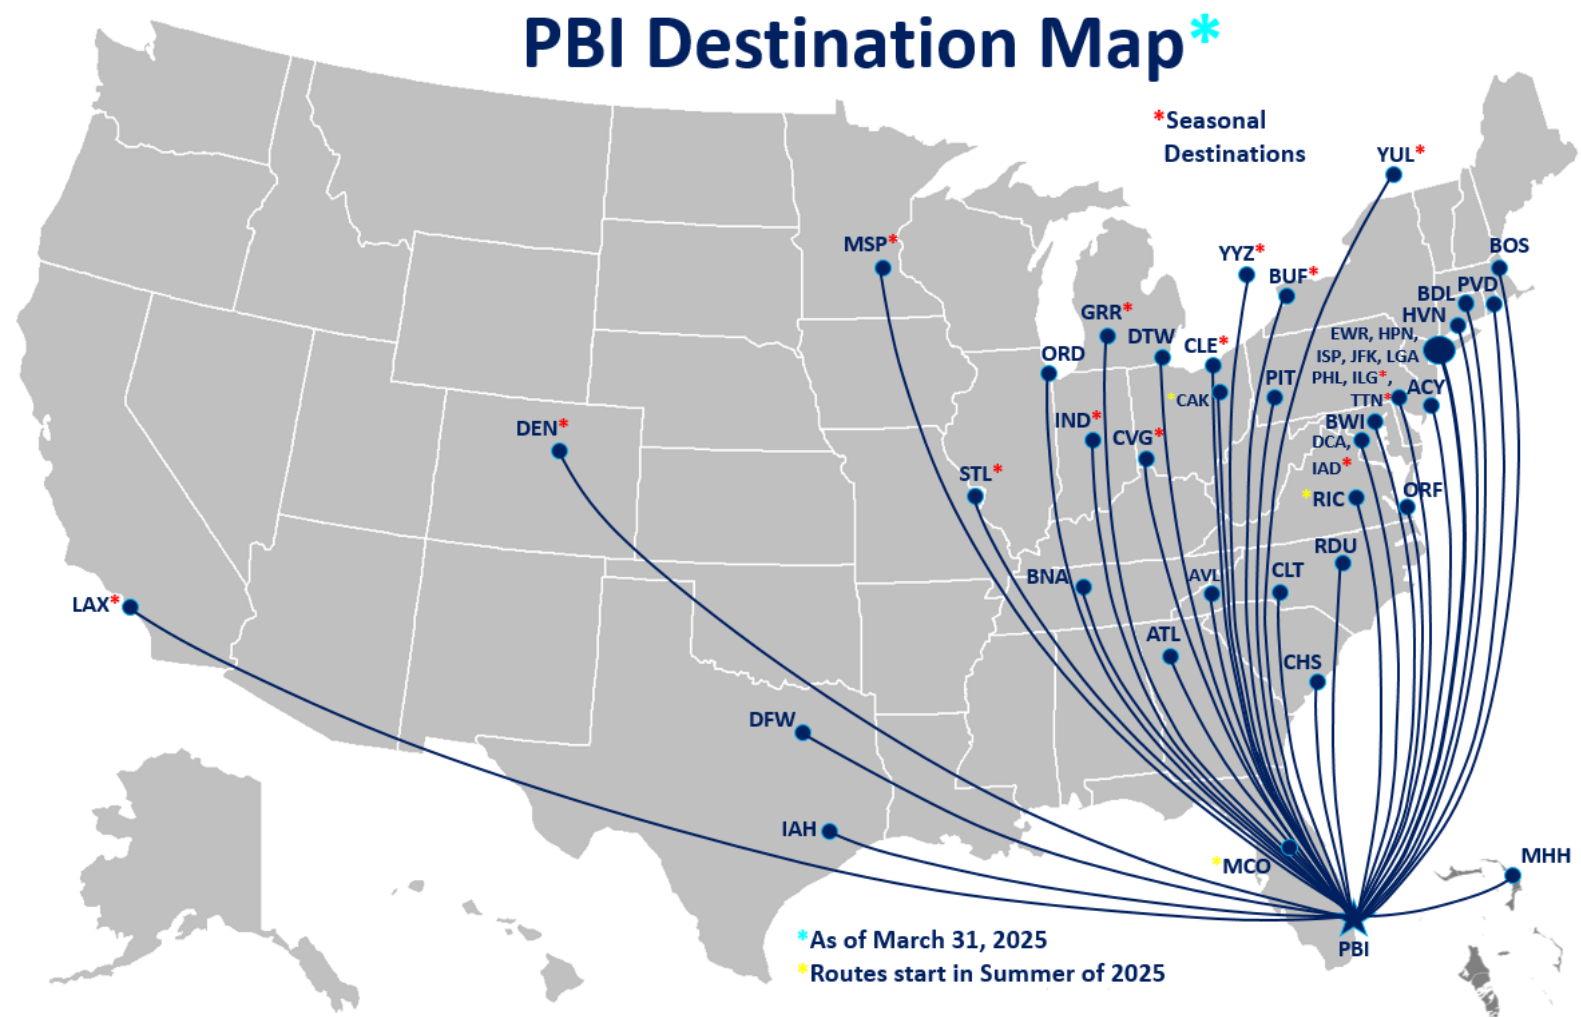 PBI Destination Map*
*Seasonal
Destinations
YUL*
MSP*
YYZ*
BOS
BUF*
BDL
PVD
GRR*
HVN
DTW
CLE*
EWR, HPN,
ORD
ISP, JFK, LGA
PIT
PHL, ILG*,
ACY
*CAK
TTN*
IND*
BWI
DEN*
CVG*
DCA,
IAD*
STL*
*RIC
ORF
RDU
BNA
AVL
CLT
LAX*
ATL
CHS
DFW
IAH
*MCO
MHH
*As of March 31, 2025
PBI
*Routes start in Summer of 2025